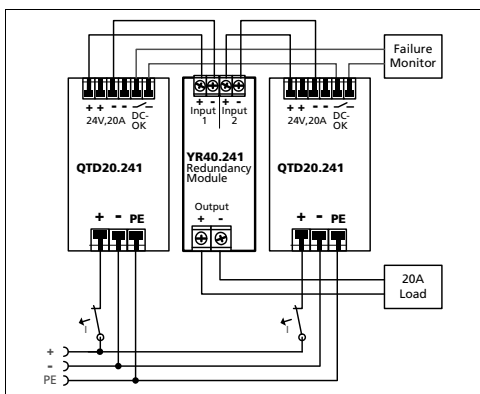 Failure
Monitor
+ + - - DC-
24V,20A OK
+ - + -
Input Input
1 2
+ + - - DC-
24V,20A OK
QTD20.241
YR40.241
Redundancy
Module
QTD20.241
Output
+ -
+ - PE
+ - PE
20A
Load
I
I
+
-
PE